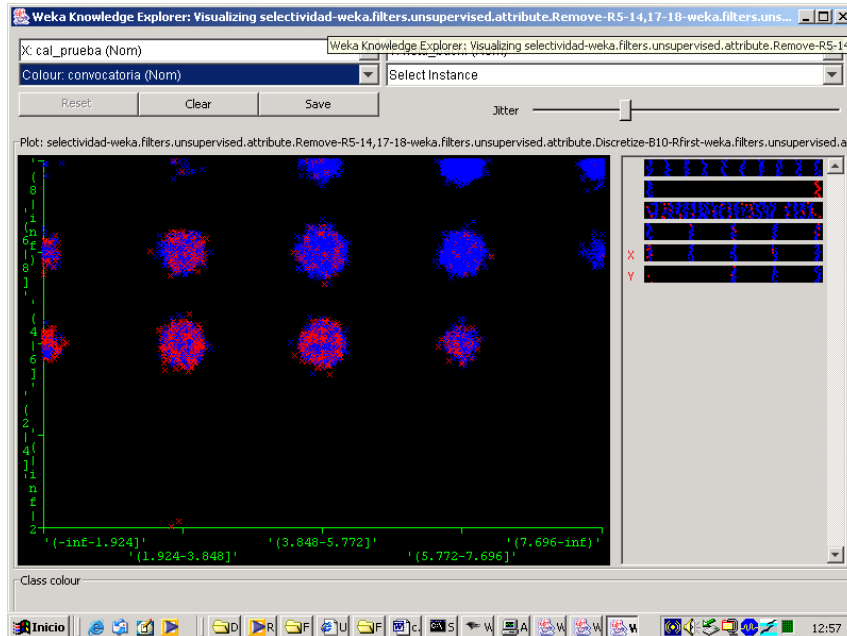 Weka Knowledge Explorer: Visualizing selectividad-weka.filters.unsupervised.attribute.Remove-R5-14,17-18-weka.filters.uns...
X: cal_prueba (Nom)
Weka Knowledge Explorer: Visualizing selectividad-weka.filters.unsupervised.attribute.Remove-R5-14
Colour: convocatoria (Nom)
Select Instance
Reset
Clear
Save
Jitter
Plot: selectividad-weka.filters.unsupervised.attribute.Remove-R5-14,17-18-weka.filters.unsupervised.attribute.Discretize-B10-Rfirst-weka.filters.unsupervised.a
X
Y
'(-inf-1.924]'
'(3.848-5.772]'
'(7.696-inf)'
'(1.924-3.848]'
'(5.772-7.696]'
Class colour
Inicio
12:57